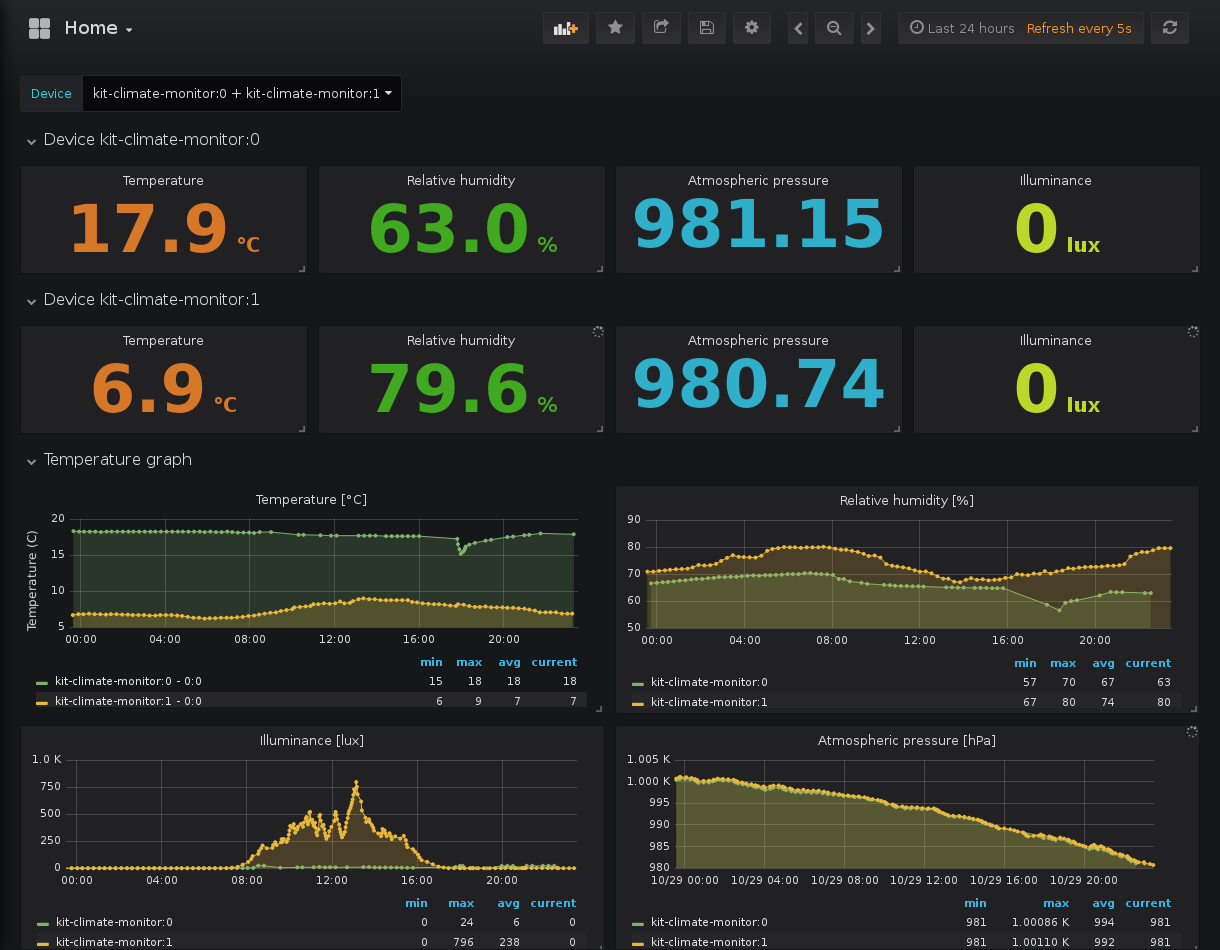 Home
Last 24 hours Refresh every 5s
Device kit-climate-monitor:0 + kit-climate-monitor:1
Device kit-climate-monitor:0
Temperature Relative humidity Atmospheric pressure Illuminance
17.9 °C 63.0 % 981.15 0 lux
Device kit-climate-monitor:1
Temperature Relative humidity Atmospheric pressure Illuminance
6.9 °C 79.6 % 980.74 0 lux
Temperature graph
Temperature [°C]
Temperature (C)
20
15
10
5
00:00 04:00 08:00 12:00 16:00 20:00
min max avg current
kit-climate-monitor:0 - 0:0 15 18 18 18
kit-climate-monitor:1 - 0:0 6 9 7 7
Relative humidity [%]
90
80
70
60
50
00:00 04:00 08:00 12:00 16:00 20:00
min max avg current
kit-climate-monitor:0 57 70 67 63
kit-climate-monitor:1 67 80 74 80
Illuminance [lux]
1.0 K
750
500
250
0
00:00 04:00 08:00 12:00 16:00 20:00
min max avg current
kit-climate-monitor:0 0 24 6 0
kit-climate-monitor:1 0 796 238 0
Atmospheric pressure [hPa]
1.005 K
1.000 K
995
990
985
980
10/29 00:00 10/29 04:00 10/29 08:00 10/29 12:00 10/29 16:00 10/29 20:00
min max avg current
kit-climate-monitor:0 981 1.00086 K 994 981
kit-climate-monitor:1 981 1.00110 K 992 981